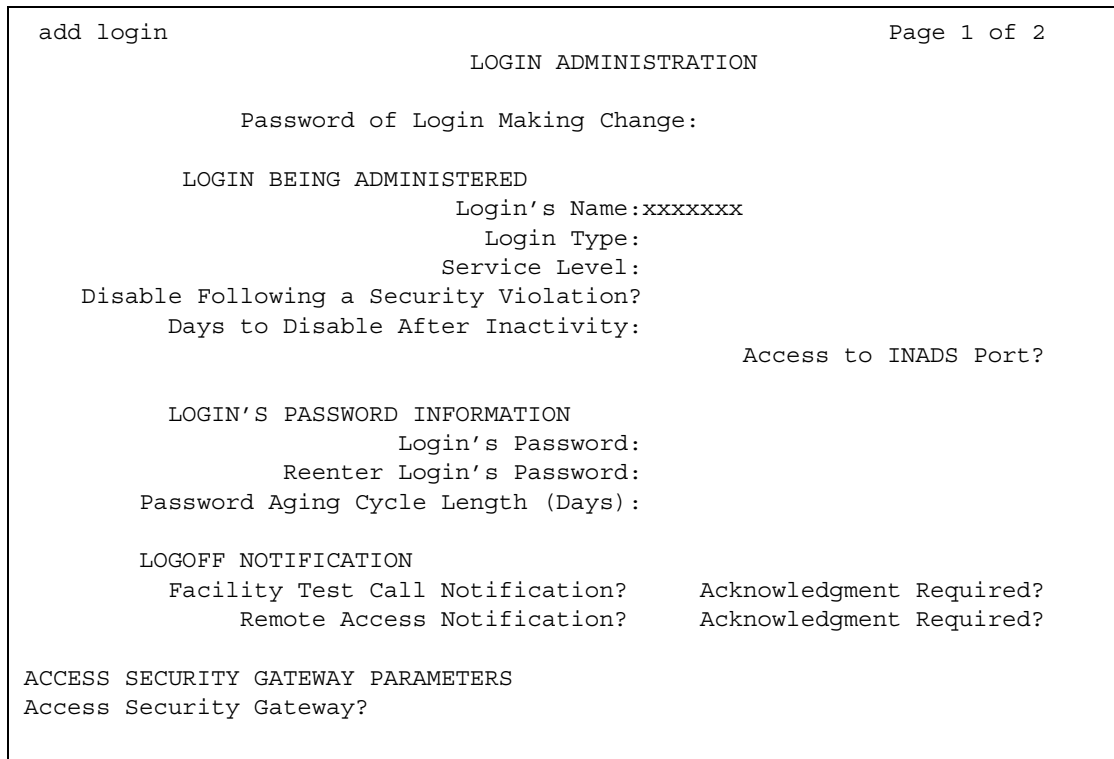 add login Page 1 of 2
LOGIN ADMINISTRATION
Password of Login Making Change:
LOGIN BEING ADMINISTERED
Login’s Name:xxxxxxx
Login Type:
Service Level:
Disable Following a Security Violation?
Days to Disable After Inactivity:
Access to INADS Port?
LOGIN’S PASSWORD INFORMATION
Login’s Password:
Reenter Login’s Password:
Password Aging Cycle Length (Days):
LOGOFF NOTIFICATION
Facility Test Call Notification? Acknowledgment Required?
Remote Access Notification? Acknowledgment Required?
ACCESS SECURITY GATEWAY PARAMETERS
Access Security Gateway?